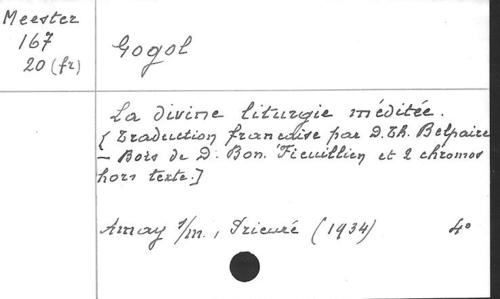 Meester
167
20 (fr)
Gogol
La divine liturgie méditée.
[Traduction francaise par D. Th. Belpaire
– Bois de D. Bon. Fieuillien et 2 chromos
hors texte.]
Amay s/m., Prieuré (1934) 4°